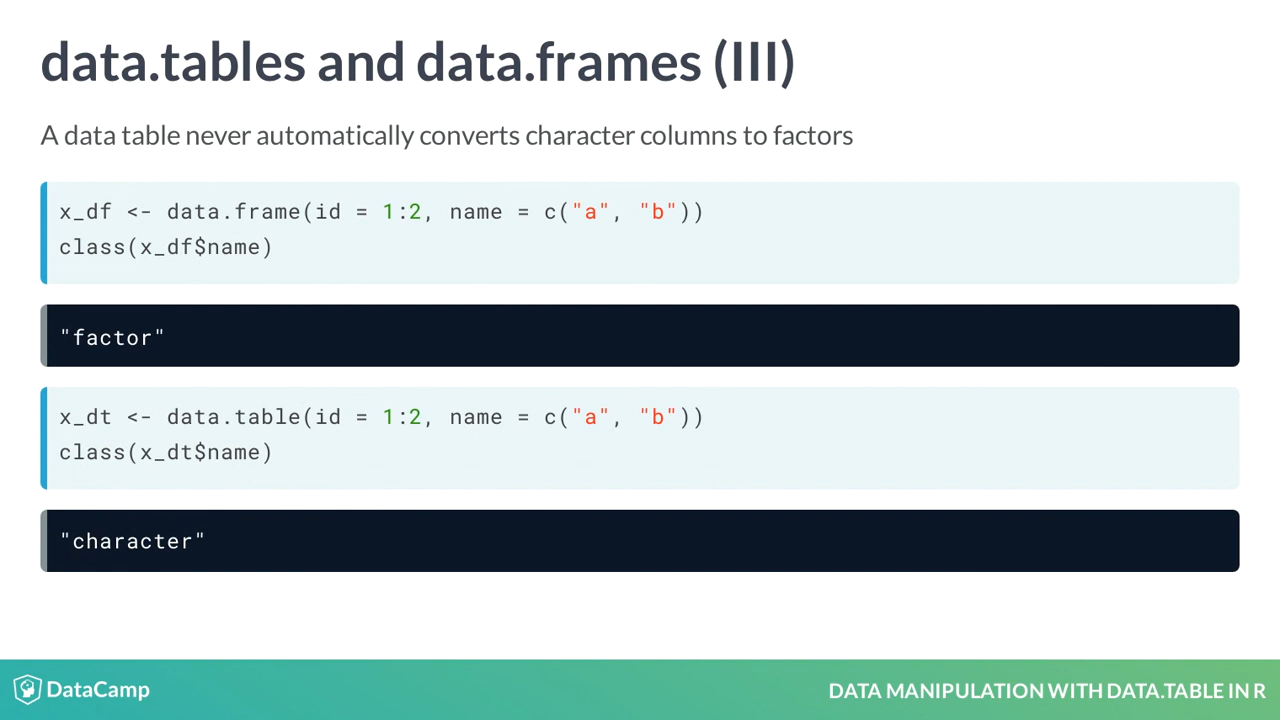 data.tables and data.frames (III)
A data table never automatically converts character columns to factors
x_df <- data.frame(id = 1:2, name = c("a", "b"))
class(x_df$name)
"factor"
x_dt <- data.table(id = 1:2, name = c("a", "b"))
class(x_dt$name)
"character"
DataCamp
DATA MANIPULATION WITH DATA.TABLE IN R